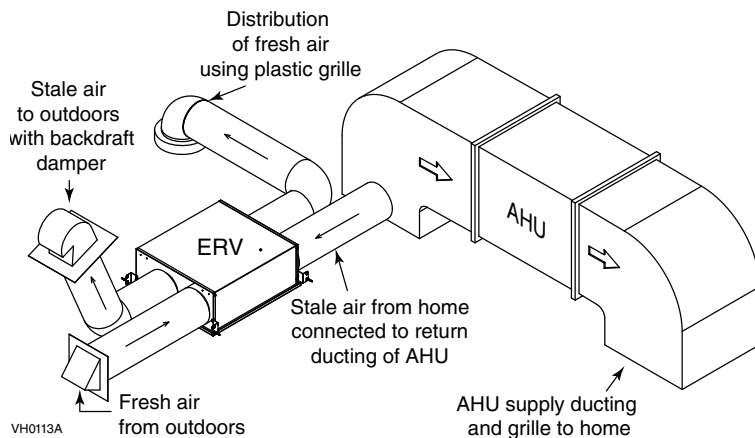 Distribution
of fresh air
using plastic grille
Stale air
to outdoors
with backdraft
damper
AHU
ERV
Stale air from home
connected to return
ducting of AHU
Fresh air
from outdoors
AHU supply ducting
and grille to home
VH0113A